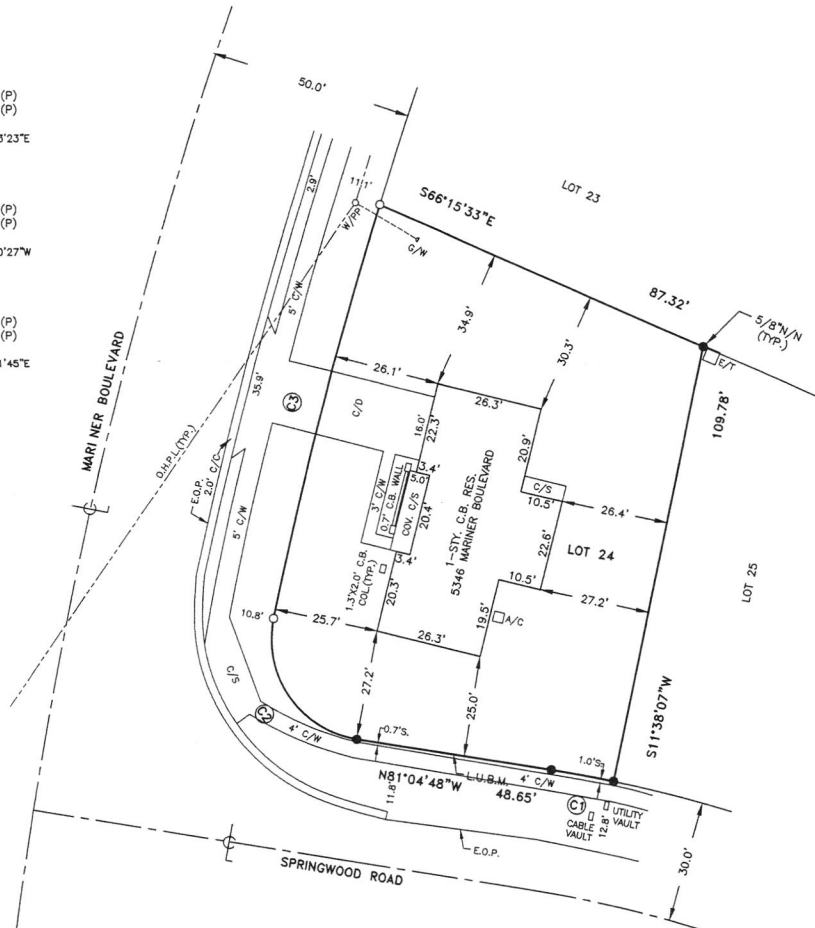 (P)
(P)
3'23"E
(P)
(P)
0'27"W
(P)
(P)
1'45"E
50.0'
LOT 23
S66°15'33"E
11.1'
2.9'
W/PP
G/W
5' C/W
87.32'
5/8"N/N
(TYP.)
E/T
34.9'
30.3'
109.78'
MARINER BOULEVARD
35.9'
26.1'
26.3'
C3
C/D
16.0'
22.3'
20.9'
O.H.P.L.(TYP.)
E.O.P.
2.0' C/C
5' C/W
3' C/W
0.7' C.B. WALL
3.4'
5.0'
COV. C/S
20.4'
3.4'
1-STY. C.B. RES.
5346 MARINER BOULEVARD
C/S
10.5'
26.4'
22.6'
LOT 24
LOT 25
1.3'X2.0' C.B.
COL.(TYP.)
20.3'
10.5'
27.2'
19.5'
A/C
10.8'
25.7'
26.3'
C/S
27.2'
25.0'
S11°38'07"W
C2
4' C/W
0.7'S.
1.0'S
N81°04'48"W
L.U.B.M.
4' C/W
48.65'
11.8'
C1
UTILITY
VAULT
CABLE
VAULT
12.8'
E.O.P.
30.0'
SPRINGWOOD ROAD